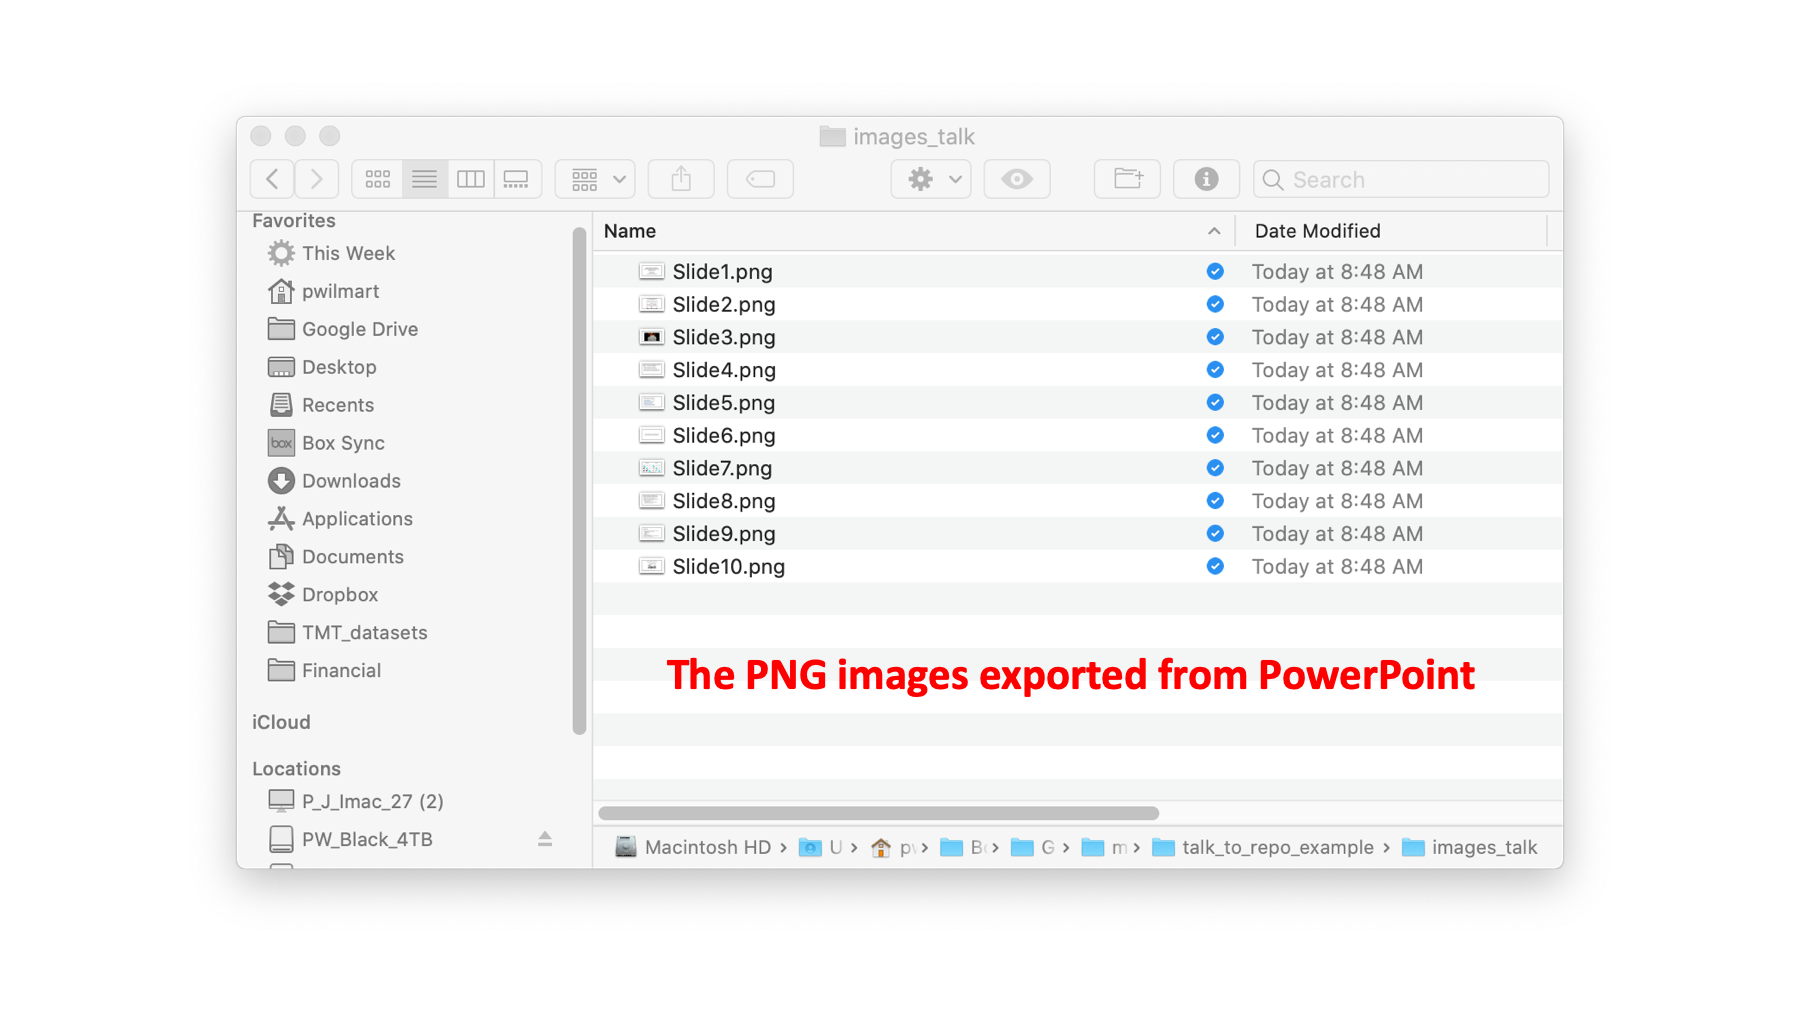 images_talk
Search
Favorites
This Week
pwilmart
Google Drive
Desktop
Recents
box
Box Sync
Downloads
Applications
Documents
Dropbox
TMT_datasets
Financial
iCloud
Locations
P_J_Imac_27 (2)
PW_Black_4TB
Name Date Modified
Slide1.png Today at 8:48 AM
Slide2.png Today at 8:48 AM
Slide3.png Today at 8:48 AM
Slide4.png Today at 8:48 AM
Slide5.png Today at 8:48 AM
Slide6.png Today at 8:48 AM
Slide7.png Today at 8:48 AM
Slide8.png Today at 8:48 AM
Slide9.png Today at 8:48 AM
Slide10.png Today at 8:48 AM
The PNG images exported from PowerPoint
Macintosh HD › U › › › G › m › talk_to_repo_example › images_talk